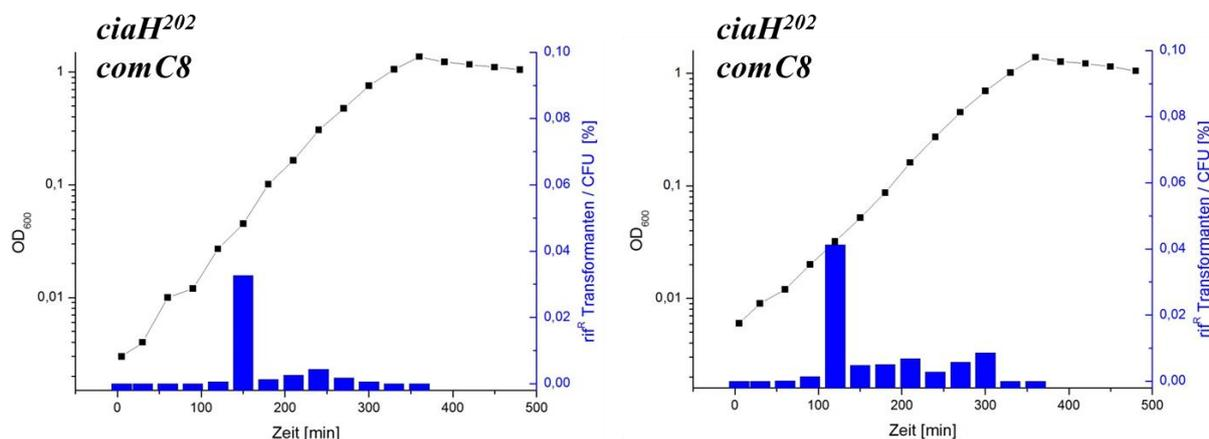 ciaH²⁰²
comC8
1
0,1
0,01
OD₆₀₀
0 100 200 300 400 500
Zeit [min]
0,10
0,08
0,06
0,04
0,02
0,00
rifᴿ Transformanten / CFU [%]
ciaH²⁰²
comC8
1
0,1
0,01
OD₆₀₀
0 100 200 300 400 500
Zeit [min]
0,10
0,08
0,06
0,04
0,02
0,00
rifᴿ Transformanten / CFU [%]